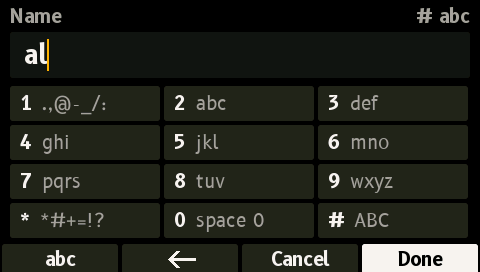 Name # abc
al
1 .,@-_/: 2 abc 3 def
4 ghi 5 jkl 6 mno
7 pqrs 8 tuv 9 wxyz
* *#+=!? 0 space 0 # ABC
abc ← Cancel Done